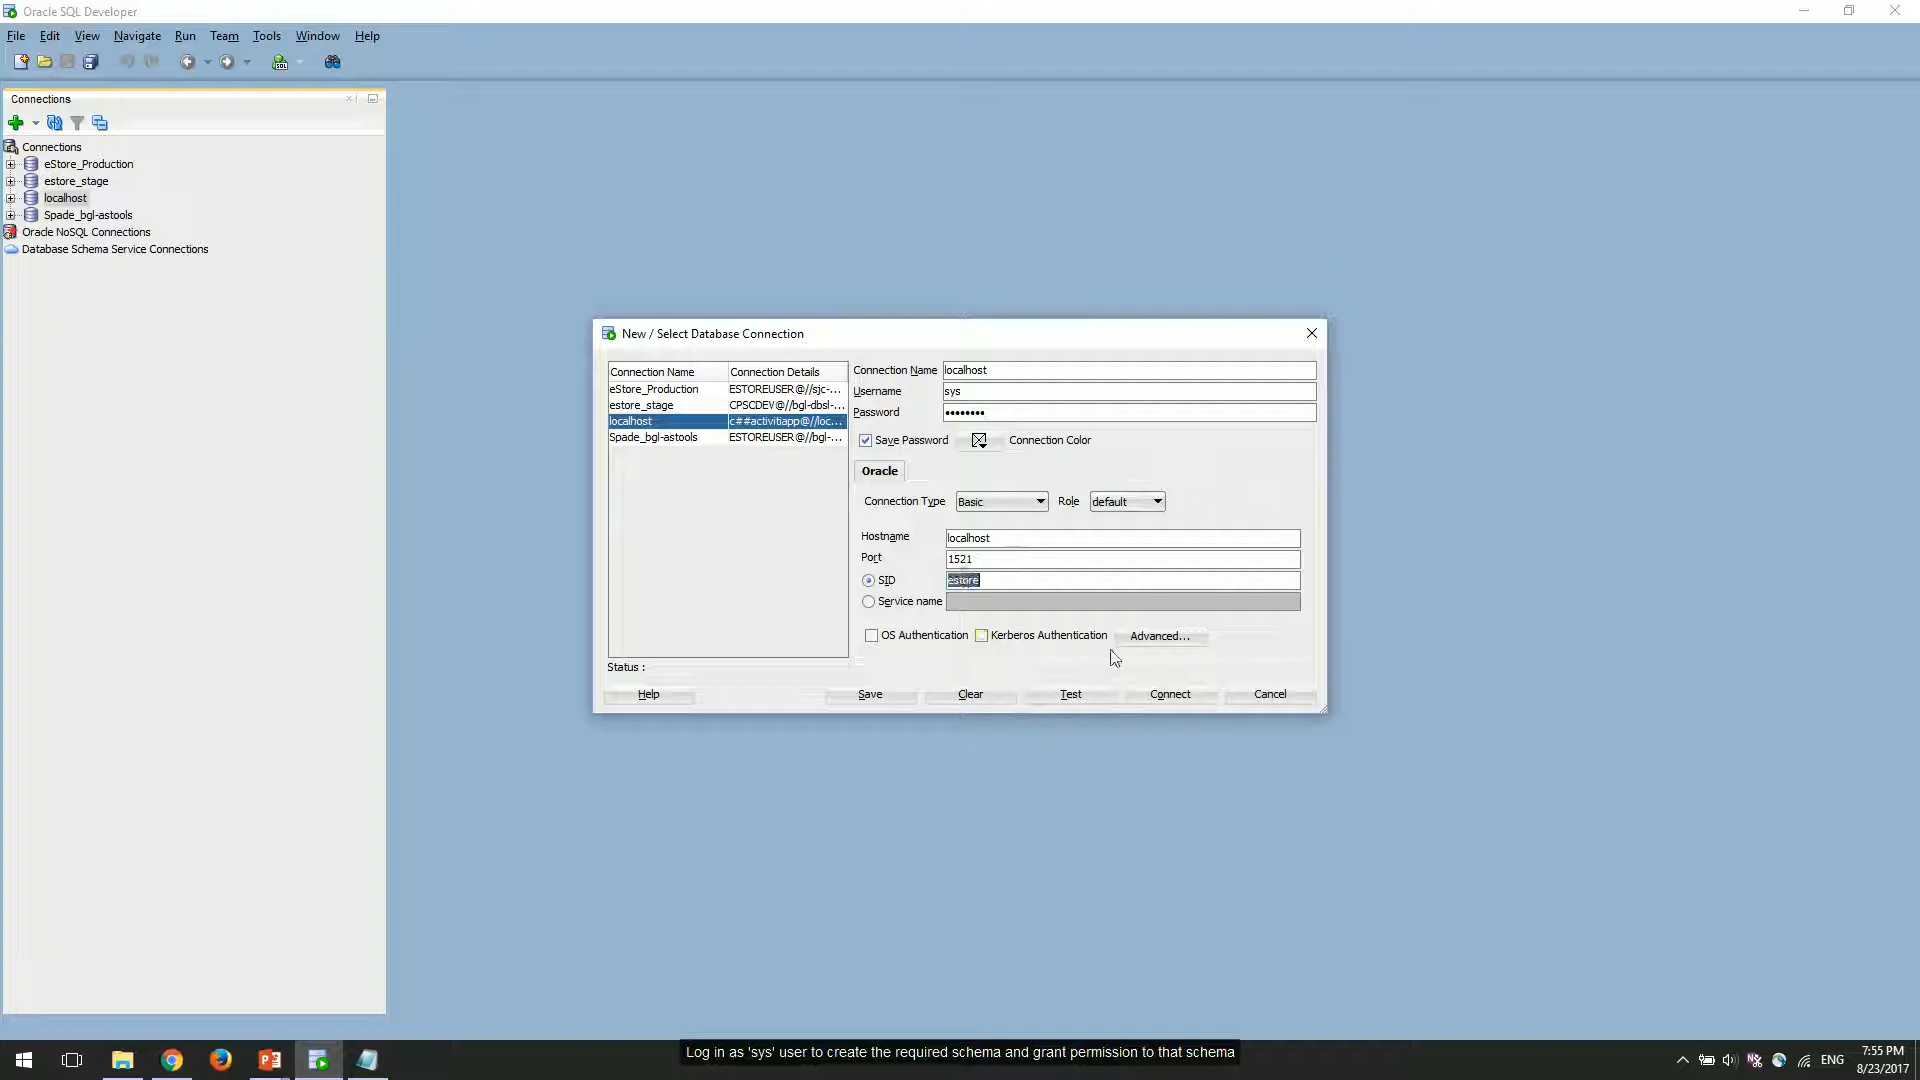 Oracle SQL Developer
File Edit View Navigate Run Team Tools Window Help
Connections
Connections
eStore_Production
estore_stage
localhost
Spade_bgl-astools
Oracle NoSQL Connections
Database Schema Service Connections
New / Select Database Connection
Connection Name Connection Details
eStore_Production ESTOREUSER@//sjc-...
estore_stage CPSCDEV@//bgl-dbsl-...
localhost c##activitiapp@//loc...
Spade_bgl-astools ESTOREUSER@//bgl-...
Connection Name localhost
Username sys
Password ••••••••
Save Password Connection Color
Oracle
Connection Type Basic Role default
Hostname localhost
Port 1521
SID estore
Service name
OS Authentication Kerberos Authentication Advanced...
Status :
Help Save Clear Test Connect Cancel
Log in as 'sys' user to create the required schema and grant permission to that schema
ENG
7:55 PM
8/23/2017